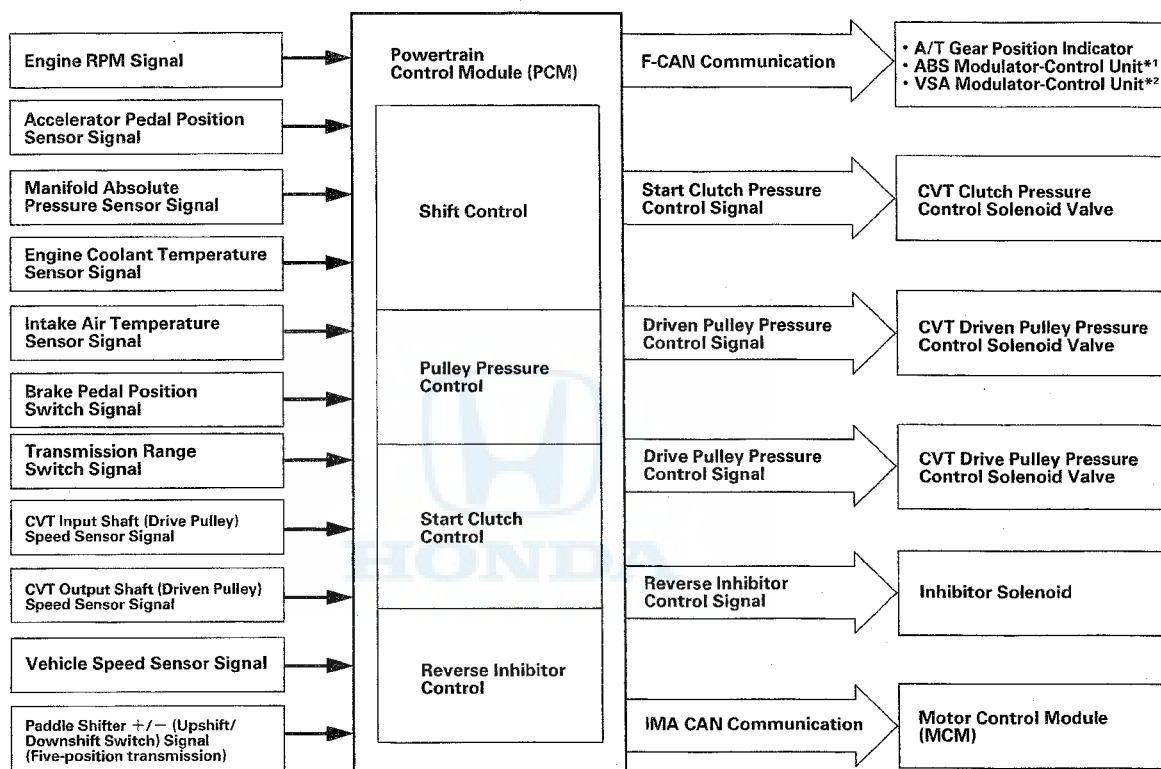 Engine RPM Signal
Accelerator Pedal Position
Sensor Signal
Manifold Absolute
Pressure Sensor Signal
Engine Coolant Temperature
Sensor Signal
Intake Air Temperature
Sensor Signal
Brake Pedal Position
Switch Signal
Transmission Range
Switch Signal
CVT Input Shaft (Drive Pulley)
Speed Sensor Signal
CVT Output Shaft (Driven Pulley)
Speed Sensor Signal
Vehicle Speed Sensor Signal
Paddle Shifter +/− (Upshift/
Downshift Switch) Signal
(Five-position transmission)
Powertrain
Control Module (PCM)
Shift Control
Pulley Pressure
Control
Start Clutch
Control
HONDA
Reverse Inhibitor
Control
F-CAN Communication
Start Clutch Pressure
Control Signal
Driven Pulley Pressure
Control Signal
Drive Pulley Pressure
Control Signal
Reverse Inhibitor
Control Signal
IMA CAN Communication
• A/T Gear Position Indicator
• ABS Modulator-Control Unit*1
• VSA Modulator-Control Unit*2
CVT Clutch Pressure
Control Solenoid Valve
CVT Driven Pulley Pressure
Control Solenoid Valve
CVT Drive Pulley Pressure
Control Solenoid Valve
Inhibitor Solenoid
Motor Control Module
(MCM)